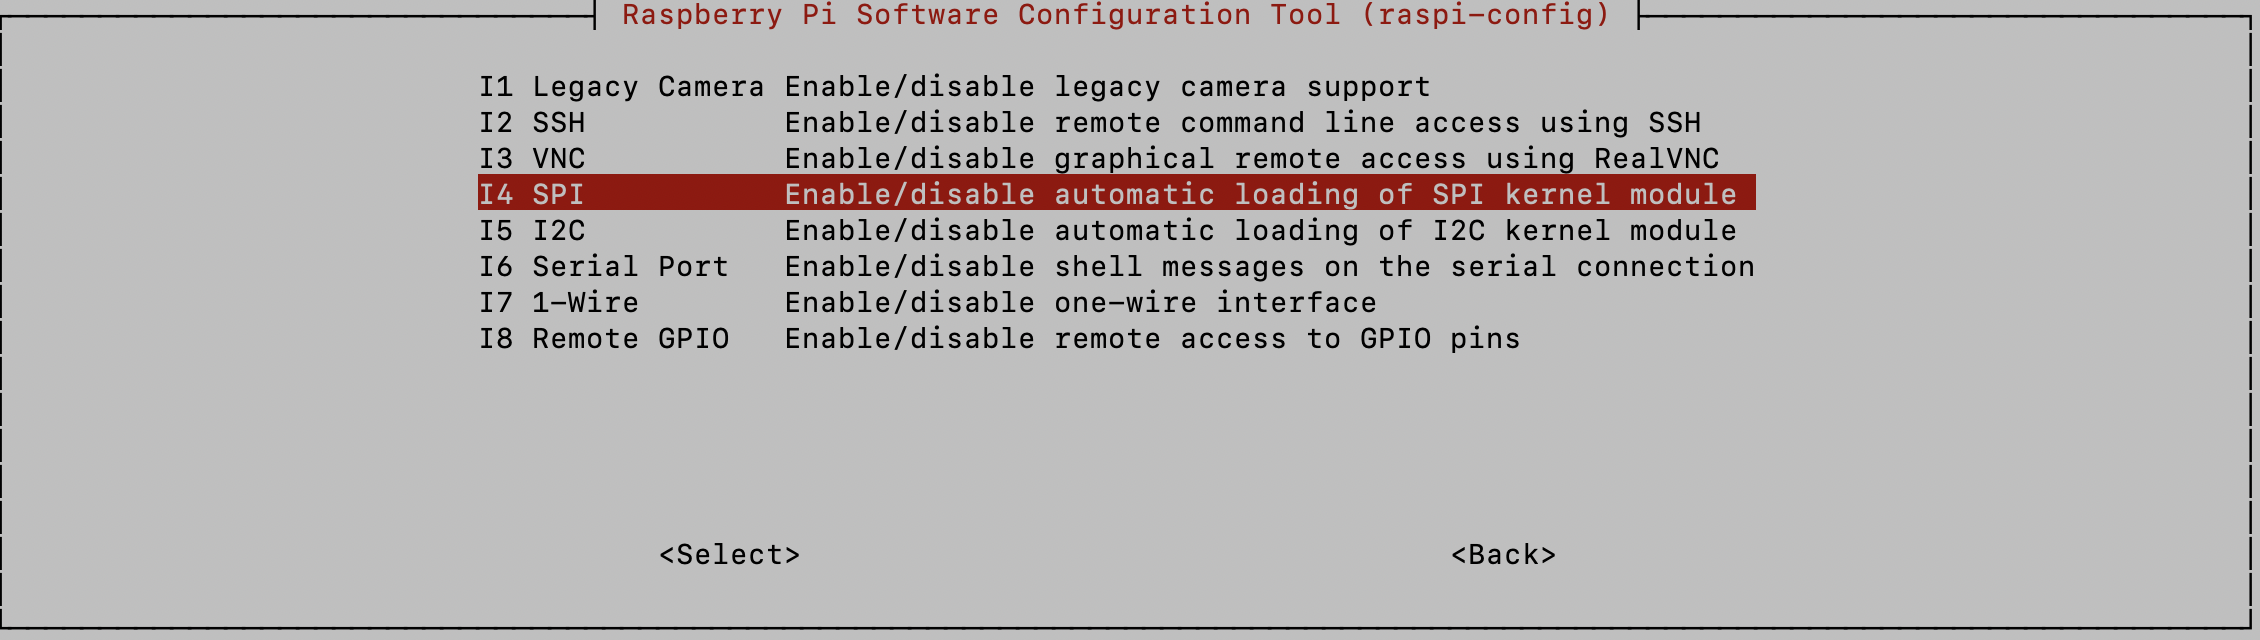 Raspberry Pi Software Configuration Tool (raspi-config)
I1 Legacy Camera Enable/disable legacy camera support
I2 SSH Enable/disable remote command line access using SSH
I3 VNC Enable/disable graphical remote access using RealVNC
I4 SPI Enable/disable automatic loading of SPI kernel module
I5 I2C Enable/disable automatic loading of I2C kernel module
I6 Serial Port Enable/disable shell messages on the serial connection
I7 1-Wire Enable/disable one-wire interface
I8 Remote GPIO Enable/disable remote access to GPIO pins
<Select> <Back>